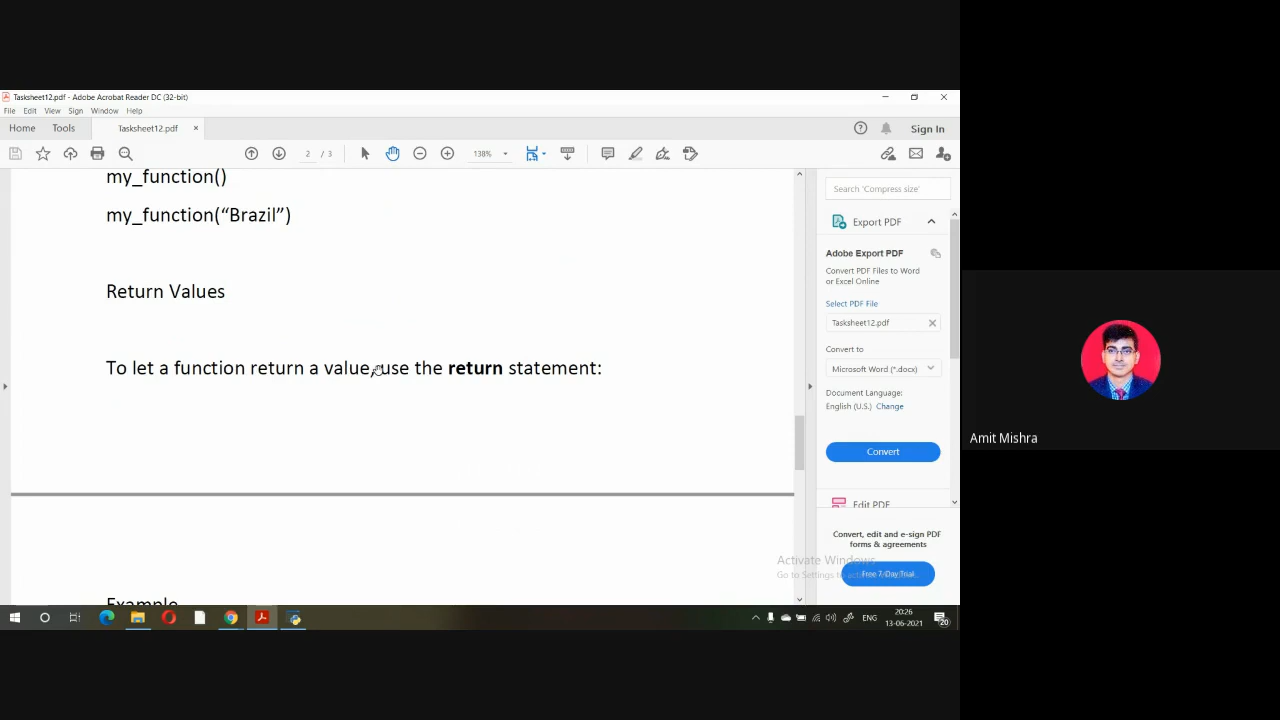 Tasksheet12.pdf - Adobe Acrobat Reader DC (32-bit)
File Edit View Sign Window Help
Home Tools Tasksheet12.pdf × Sign In
2 / 3 138%
my_function()
my_function(“Brazil”)
Return Values
To let a function return a value, use the return statement:
Example
Search 'Compress size'
Export PDF
Adobe Export PDF
Convert PDF Files to Word
or Excel Online
Select PDF File
Tasksheet12.pdf
Convert to
Microsoft Word (*.docx)
Document Language:
English (U.S.) Change
Convert
Edit PDF
Convert, edit and e-sign PDF
forms & agreements
Activate Windows
Free 7-Day Trial
ENG
20:26
13-06-2021
20
Amit Mishra